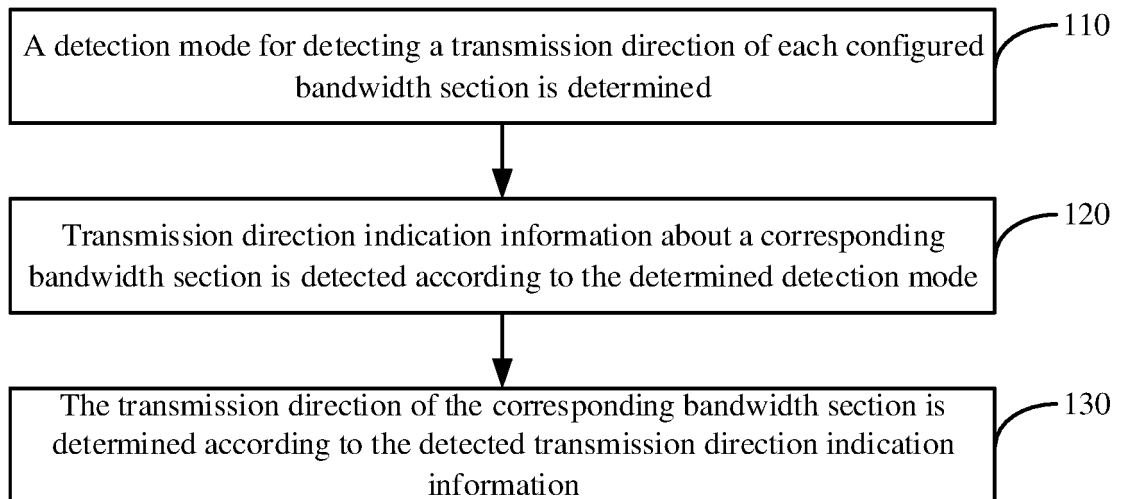 A detection mode for detecting a transmission direction of each configured
bandwidth section is determined
110
Transmission direction indication information about a corresponding
bandwidth section is detected according to the determined detection mode
120
The transmission direction of the corresponding bandwidth section is
determined according to the detected transmission direction indication
information
130